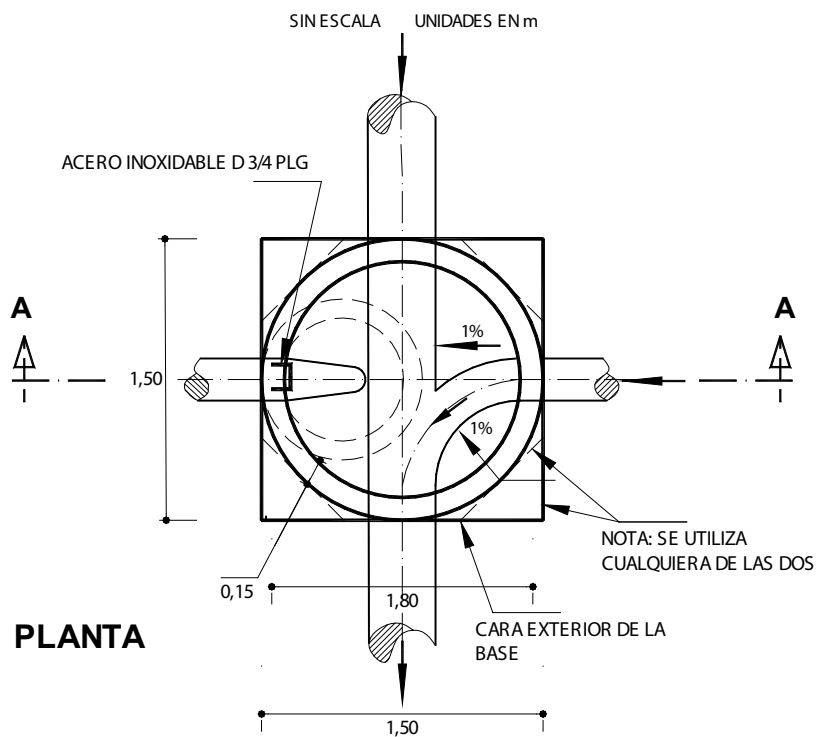 SIN ESCALA UNIDADES EN m
ACERO INOXIDABLE D 3/4 PLG
A
A
1%
1,50
1%
NOTA: SE UTILIZA
CUALQUIERA DE LAS DOS
0,15
1,80
CARA EXTERIOR DE LA
BASE
PLANTA
1,50